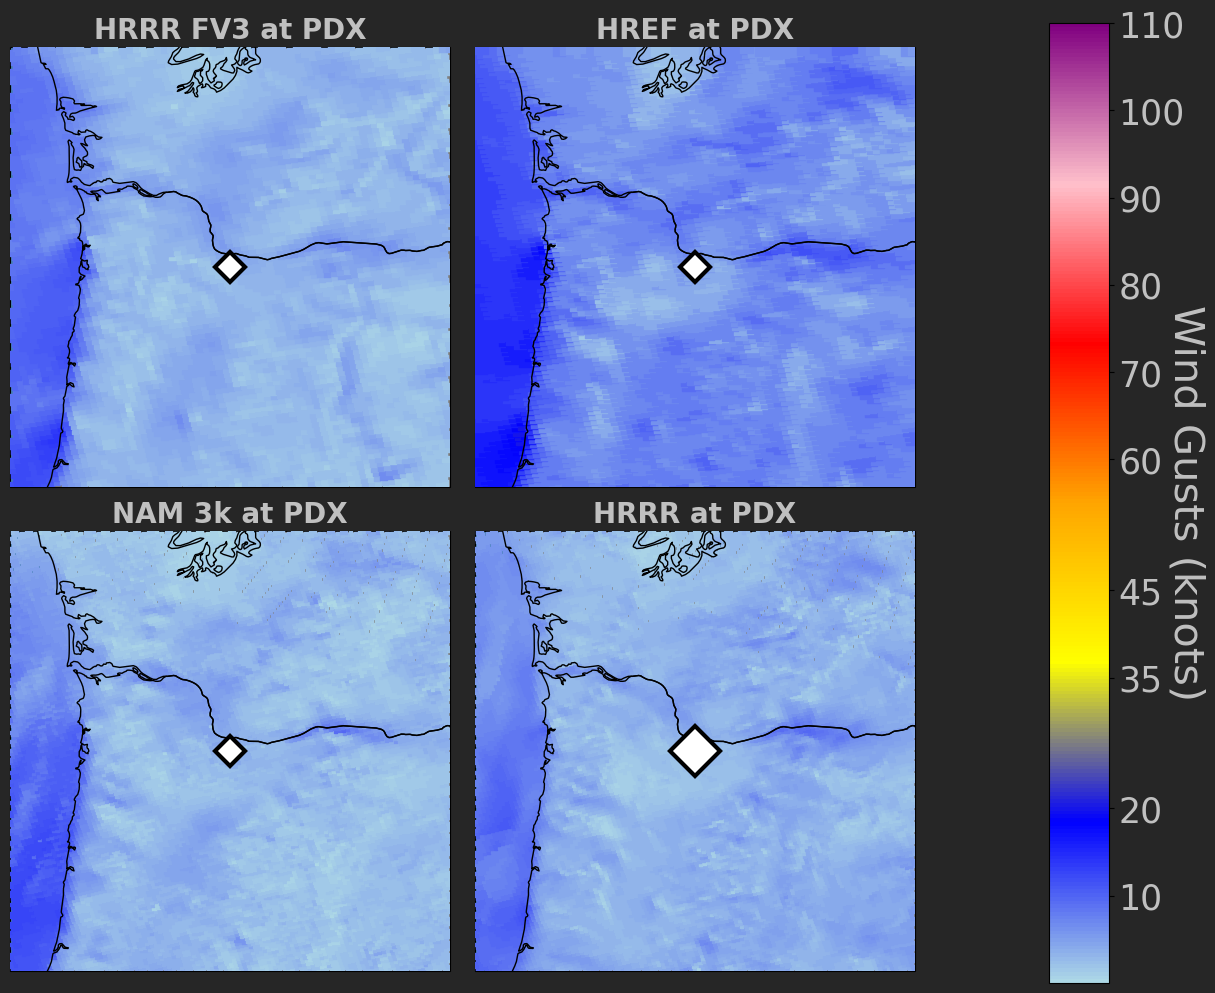 HRRR FV3 at PDX
HREF at PDX
NAM 3k at PDX
HRRR at PDX
110
100
90
80
70
60
45
35
20
10
Wind Gusts (knots)